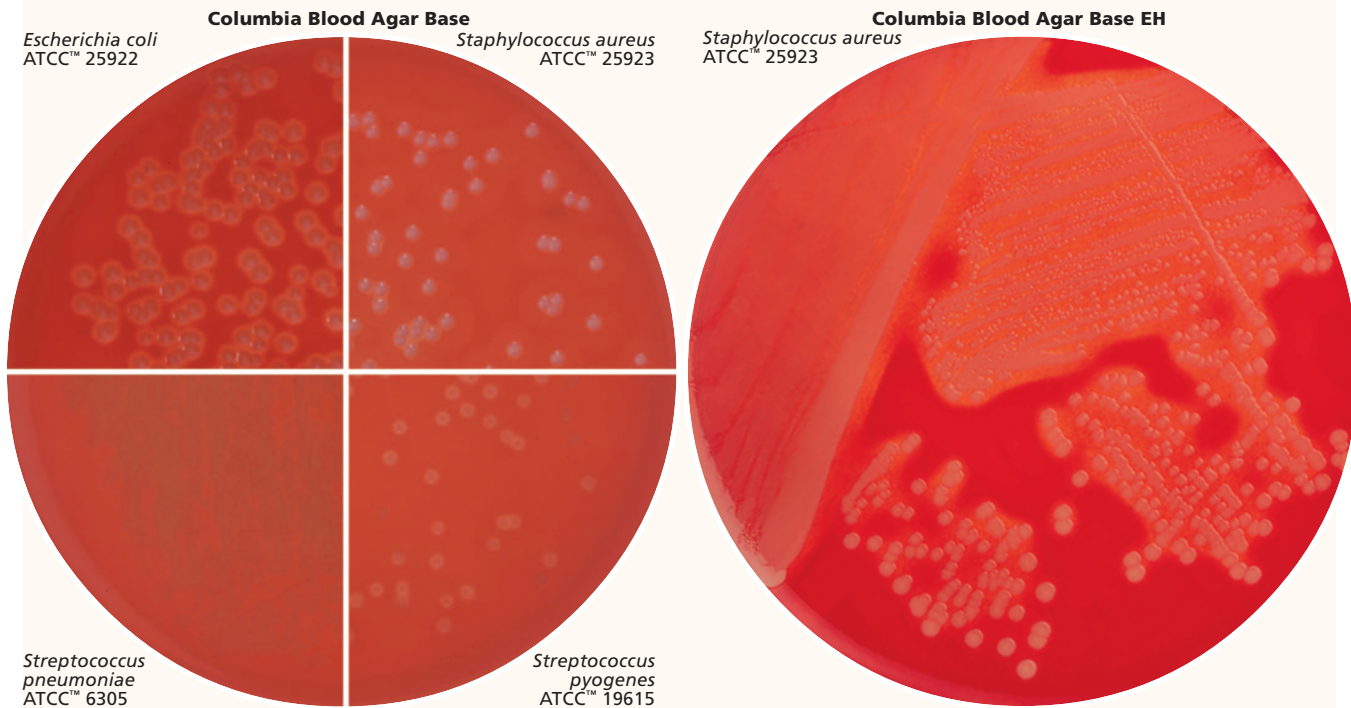 Columbia Blood Agar Base
Escherichia coli
ATCC™ 25922
Staphylococcus aureus
ATCC™ 25923
Streptococcus
pneumoniae
ATCC™ 6305
Streptococcus
pyogenes
ATCC™ 19615
Columbia Blood Agar Base EH
Staphylococcus aureus
ATCC™ 25923